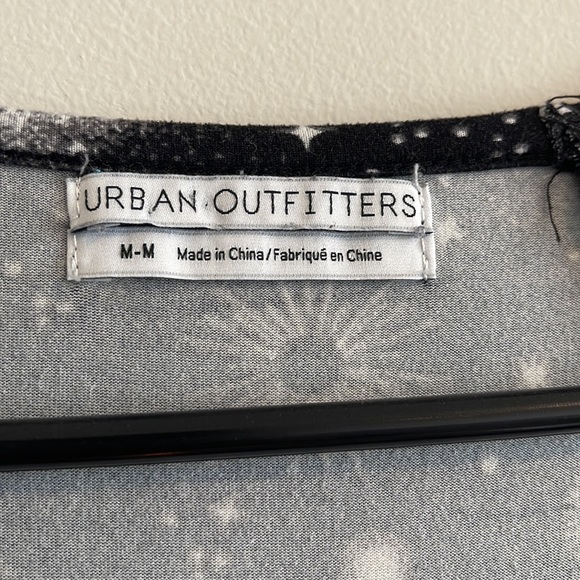 URBAN OUTFITTERS
M-M Made in China/Fabriqué en Chine